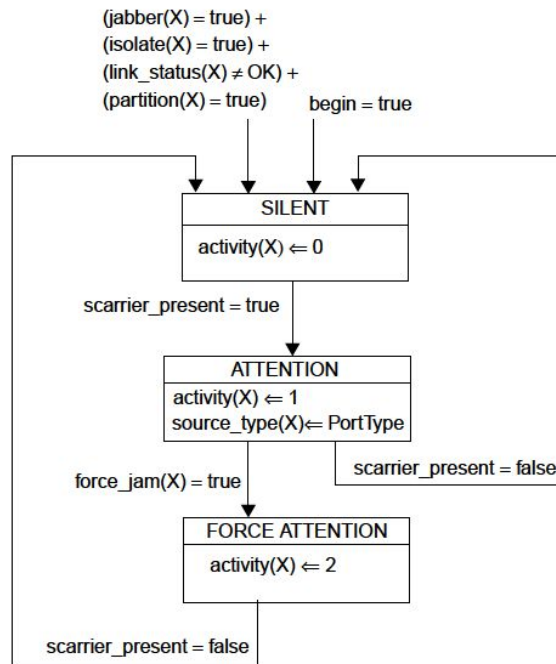 (jabber(X) = true) +
(isolate(X) = true) +
(link_status(X) ≠ OK) +
(partition(X) = true)
begin = true
SILENT
activity(X) ⇐ 0
scarrier_present = true
ATTENTION
activity(X) ⇐ 1
source_type(X)⇐ PortType
scarrier_present = false
force_jam(X) = true
FORCE ATTENTION
activity(X) ⇐ 2
scarrier_present = false